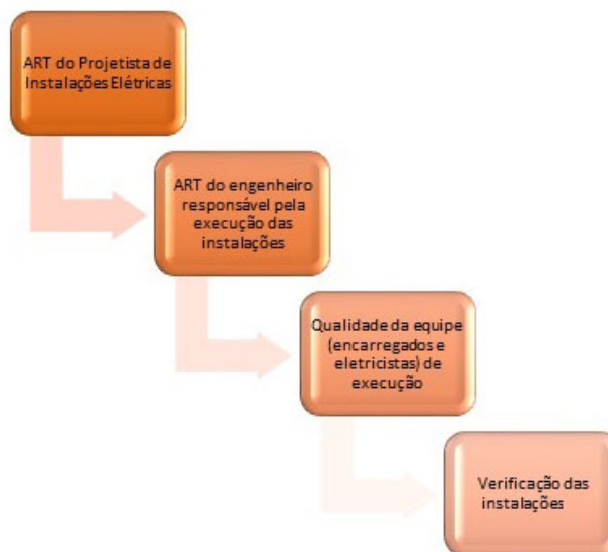 ART do Projetista de
Instalações Elétricas
ART do engenheiro
responsável pela
execução das
instalações
Qualidade da equipe
(encarregados e
eletricistas) de
execução
Verificação das
instalações